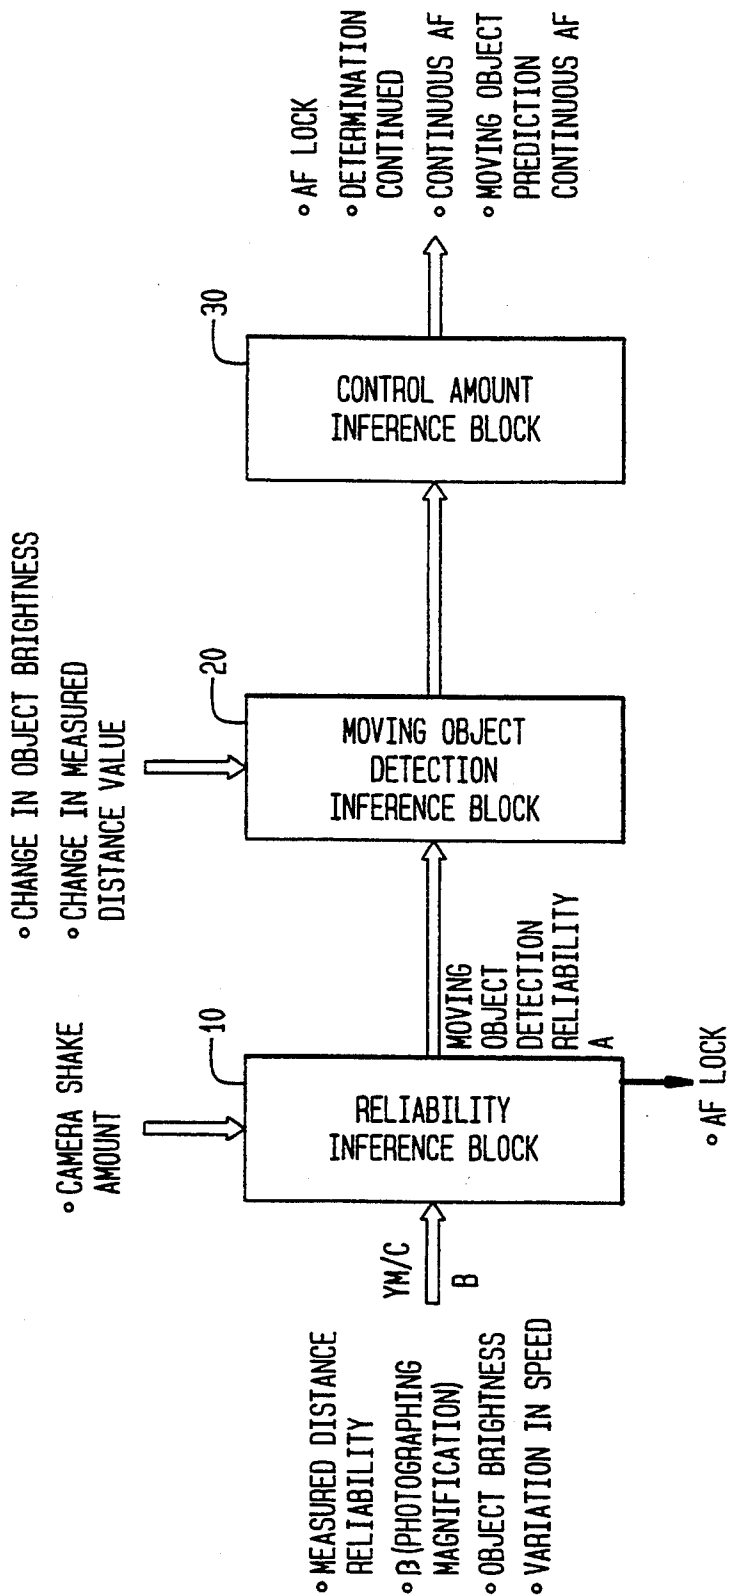 ° MEASURED DISTANCE
RELIABILITY
° β (PHOTOGRAPHING
MAGNIFICATION)
° OBJECT BRIGHTNESS
° VARIATION IN SPEED
YM/C
B
° CAMERA SHAKE
AMOUNT
10
RELIABILITY
INFERENCE BLOCK
° AF LOCK
MOVING
OBJECT
DETECTION
RELIABILITY
A
° CHANGE IN OBJECT BRIGHTNESS
° CHANGE IN MEASURED
DISTANCE VALUE
20
MOVING OBJECT
DETECTION
INFERENCE BLOCK
30
CONTROL AMOUNT
INFERENCE BLOCK
° AF LOCK
° DETERMINATION
CONTINUED
° CONTINUOUS AF
° MOVING OBJECT
PREDICTION
CONTINUOUS AF